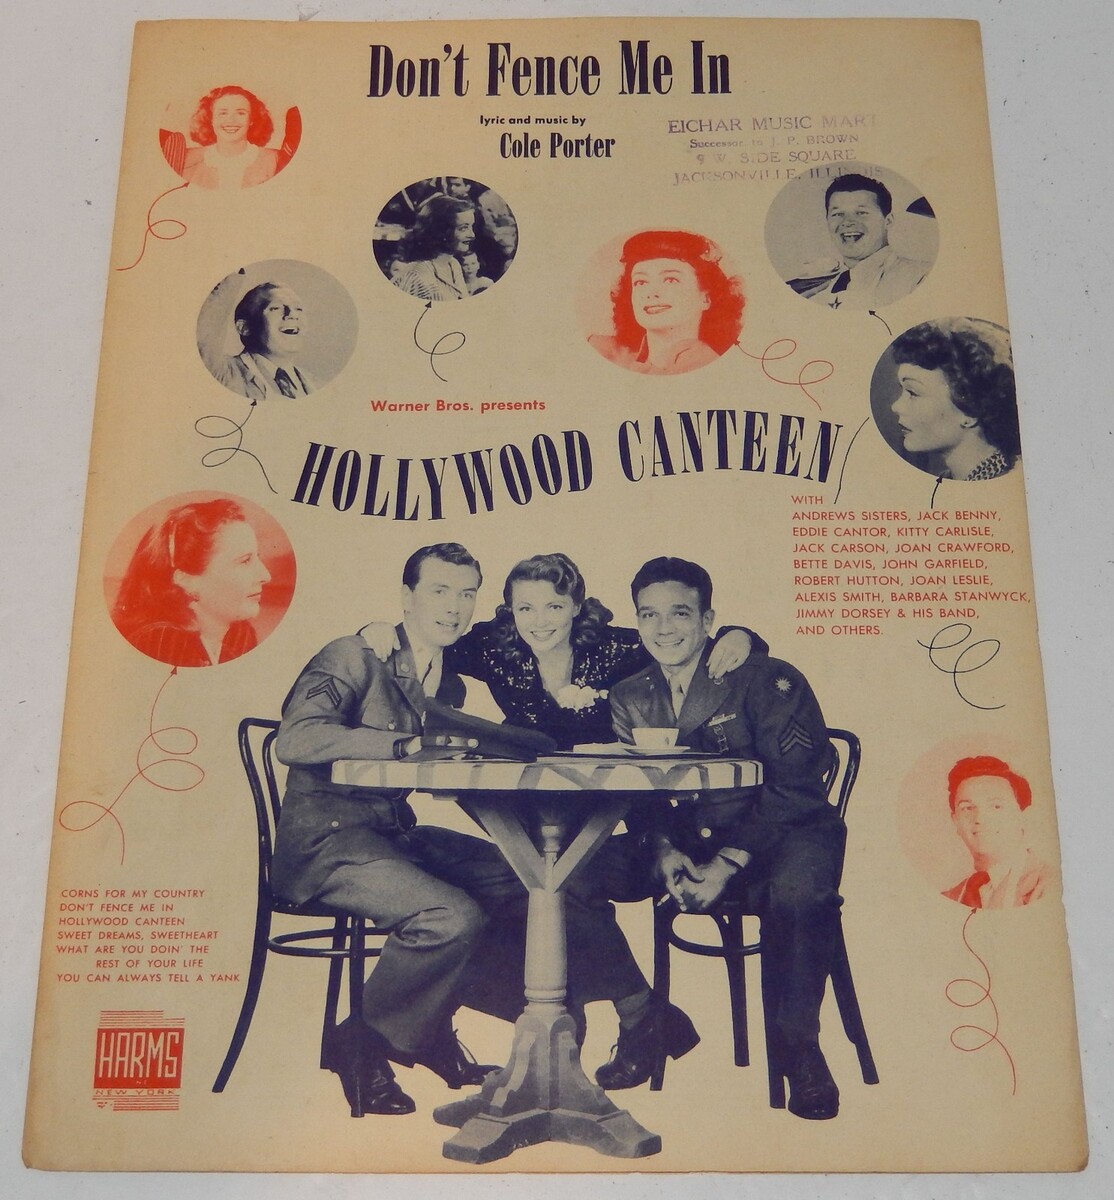 Don't Fence Me In
lyric and music by
Cole Porter
EICHAR MUSIC MART
Successor to J. P. BROWN
9 W. SIDE SQUARE
JACKSONVILLE, ILLINOIS
Warner Bros. presents
HOLLYWOOD CANTEEN
WITH
ANDREWS SISTERS, JACK BENNY,
EDDIE CANTOR, KITTY CARLISLE,
JACK CARSON, JOAN CRAWFORD,
BETTE DAVIS, JOHN GARFIELD,
ROBERT HUTTON, JOAN LESLIE,
ALEXIS SMITH, BARBARA STANWYCK,
JIMMY DORSEY & HIS BAND,
AND OTHERS.
CORNS FOR MY COUNTRY
DON'T FENCE ME IN
HOLLYWOOD CANTEEN
SWEET DREAMS, SWEETHEART
WHAT ARE YOU DOIN' THE
REST OF YOUR LIFE
YOU CAN ALWAYS TELL A YANK
HARMS
NEW YORK